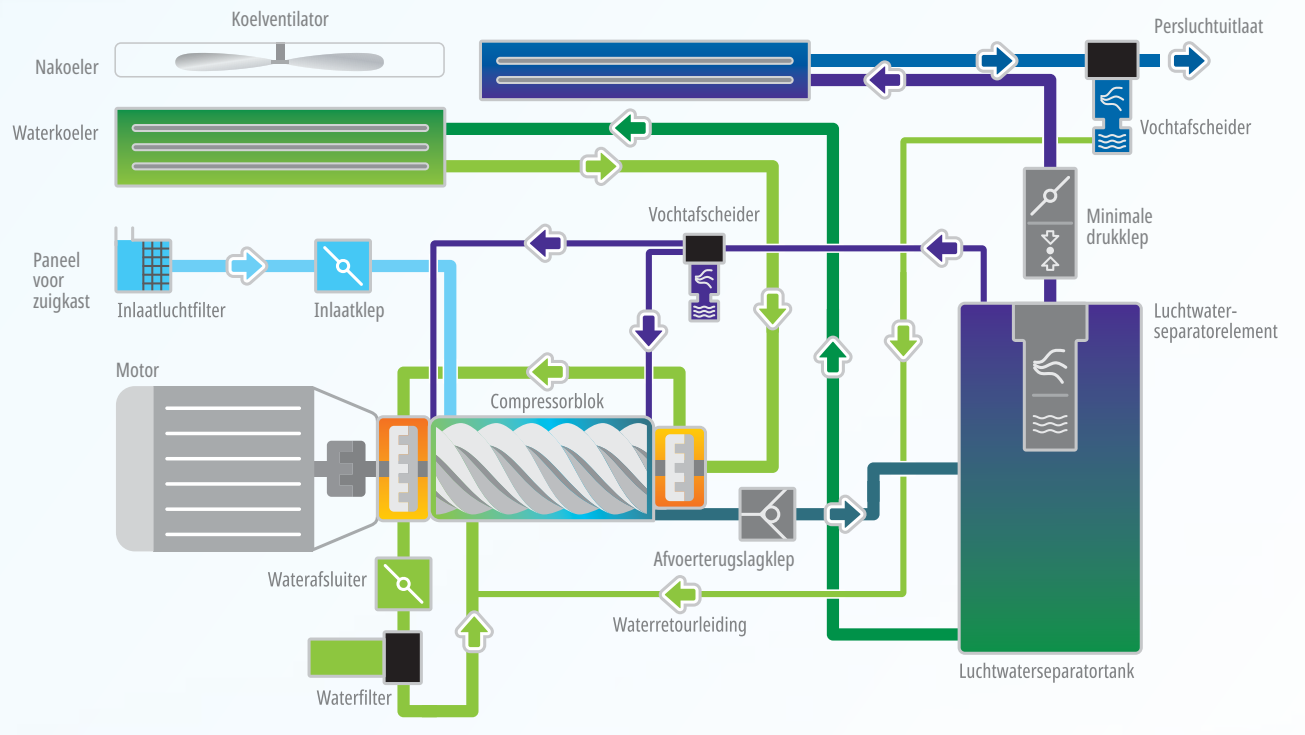 Koelventilator
Persluchtuitlaat
Nakoeler
Waterkoeler
Vochtafscheider
Vochtafscheider
Minimale
drukklep
Paneel
voor
zuigkast
Inlaatluchtfilter
Inlaatklep
Luchtwater-
separatorelement
Motor
Compressorblok
Afvoerterugslagklep
Waterafsluiter
Waterretourleiding
Luchtwaterseparatortank
Waterfilter